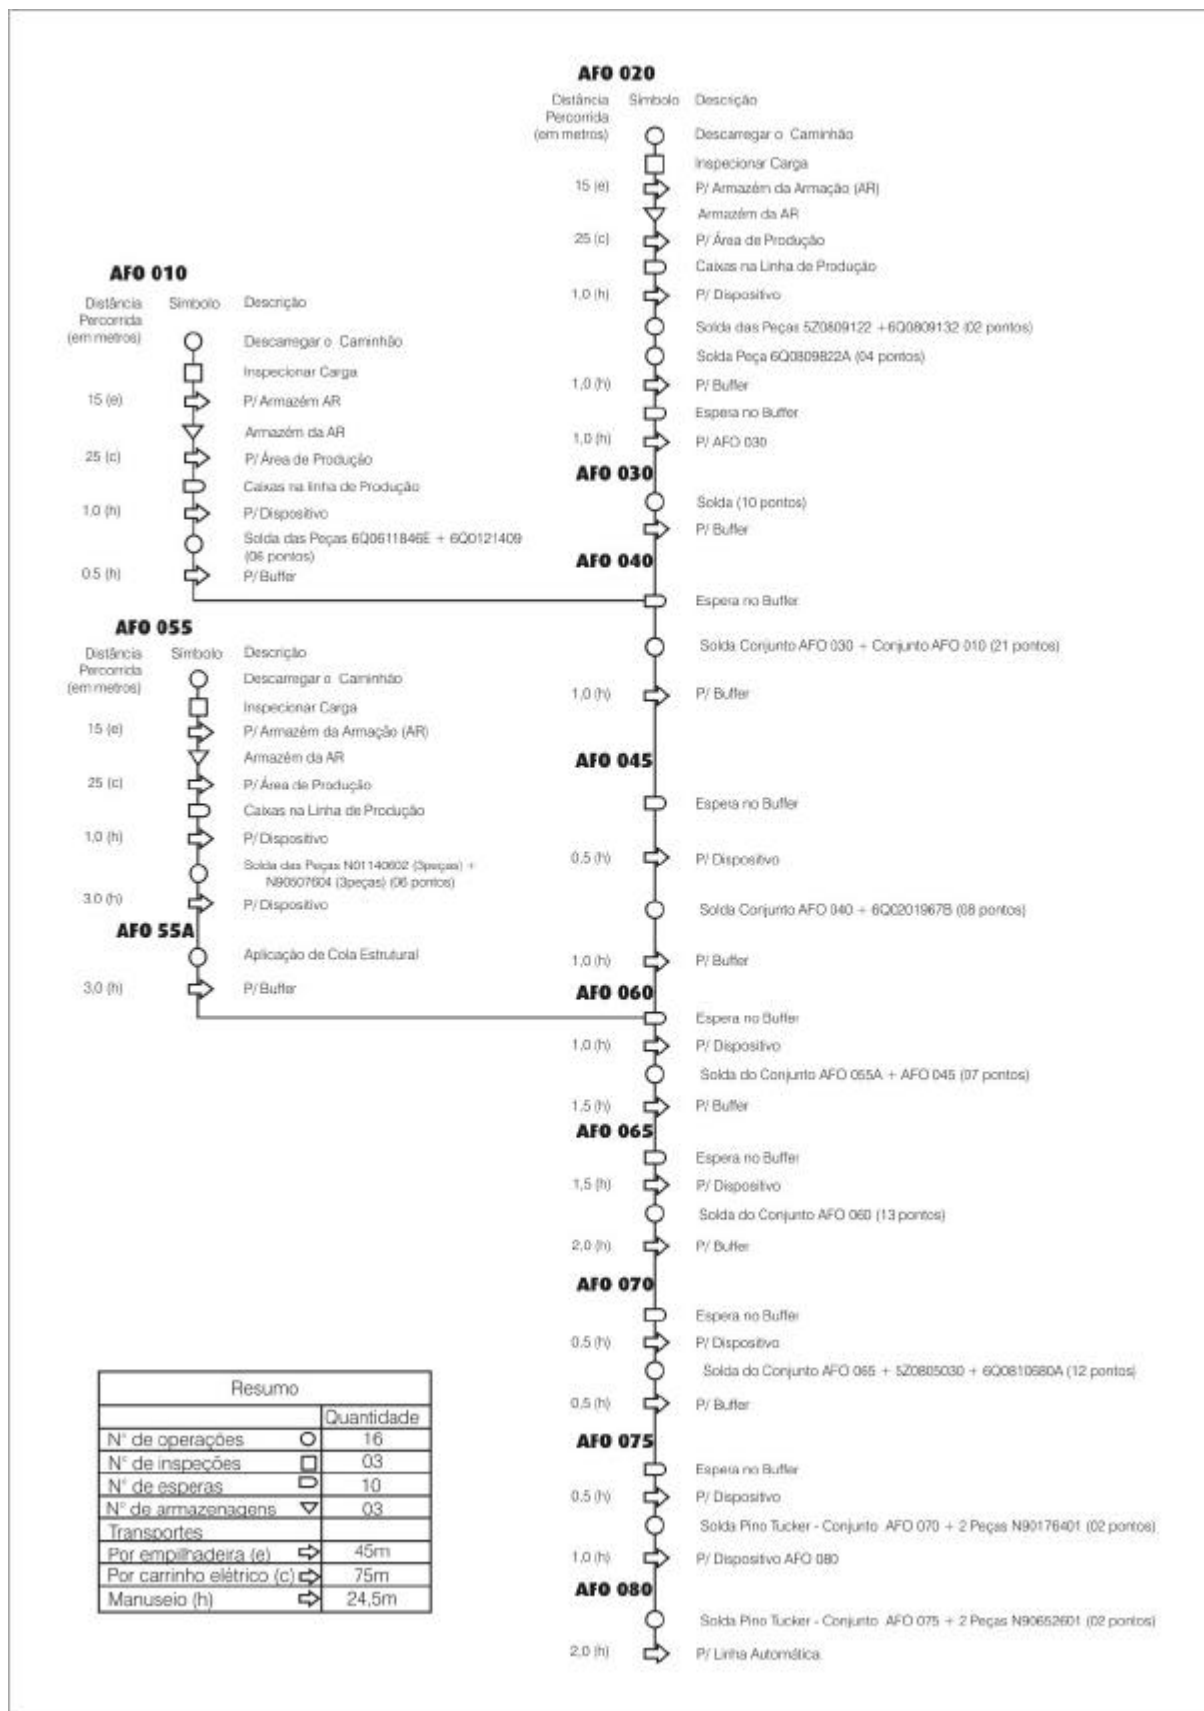 AFO 020
Distância Percorrida (em metros) Símbolo Descrição
Descarregar o Caminhão
Inspecionar Carga
15 (e) P/ Armazém da Armação (AR)
Armazém da AR
25 (c) P/ Área de Produção
Caixas na Linha de Produção
1,0 (h) P/ Dispositivo
Solda das Peças 5Z0809122 +6Q0809132 (02 pontos)
Solda Peça 6Q0809822A (04 pontos)
1,0 (h) P/ Buffer
Espera no Buffer
1,0 (h) P/ AFO 030
AFO 030
Solda (10 pontos)
P/ Buffer
AFO 010
Distância Percorrida (em metros) Símbolo Descrição
Descarregar o Caminhão
Inspecionar Carga
15 (e) P/ Armazém AR
Armazém da AR
25 (c) P/ Área de Produção
Caixas na linha de Produção
1,0 (h) P/ Dispositivo
Solda das Peças 6Q0611846E + 6Q0121409
(06 pontos)
0.5 (h) P/ Buffer
AFO 040
Espera no Buffer
Solda Conjunto AFO 030 + Conjunto AFO 010 (21 pontos)
1,0 (h) P/ Buffer
AFO 045
Espera no Buffer
0.5 (h) P/ Dispositivo
Solda Conjunto AFO 040 + 6Q0201967B (08 pontos)
1,0 (h) P/ Buffer
AFO 055
Distância Percorrida (em metros) Símbolo Descrição
Descarregar o Caminhão
Inspecionar Carga
15 (e) P/ Armazém da Armação (AR)
Armazém da AR
25 (c) P/ Área de Produção
Caixas na Linha de Produção
1,0 (h) P/ Dispositivo
Solda das Peças N01140602 (3peças) +
N90507604 (3peças) (06 pontos)
3.0 (h) P/ Dispositivo
AFO 55A
Aplicação de Cola Estrutural
3,0 (h) P/ Buffer
AFO 060
Espera no Buffer
1,0 (h) P/ Dispositivo
Solda do Conjunto AFO 055A + AFO 045 (07 pontos)
1.5 (h) P/ Buffer
AFO 065
Espera no Buffer
1,5 (h) P/ Dispositivo
Solda do Conjunto AFO 060 (13 pontos)
2,0 (h) P/ Buffer
AFO 070
Espera no Buffer
0.5 (h) P/ Dispositivo
Solda do Conjunto AFO 065 + 5Z0805030 + 6Q0810680A (12 pontos)
0,5 (h) P/ Buffer
AFO 075
Espera no Buffer
0.5 (h) P/ Dispositivo
Solda Pino Tucker - Conjunto AFO 070 + 2 Peças N90176401 (02 pontos)
1,0 (h) P/ Dispositivo AFO 080
AFO 080
Solda Pino Tucker - Conjunto AFO 075 + 2 Peças N90652601 (02 pontos)
2,0 (h) P/ Linha Automática.
Resumo
Quantidade
N° de operações 16
N° de inspeções 03
N° de esperas 10
N° de armazenagens 03
Transportes
Por empilhadeira (e) 45m
Por carrinho elétrico (c) 75m
Manuseio (h) 24,5m